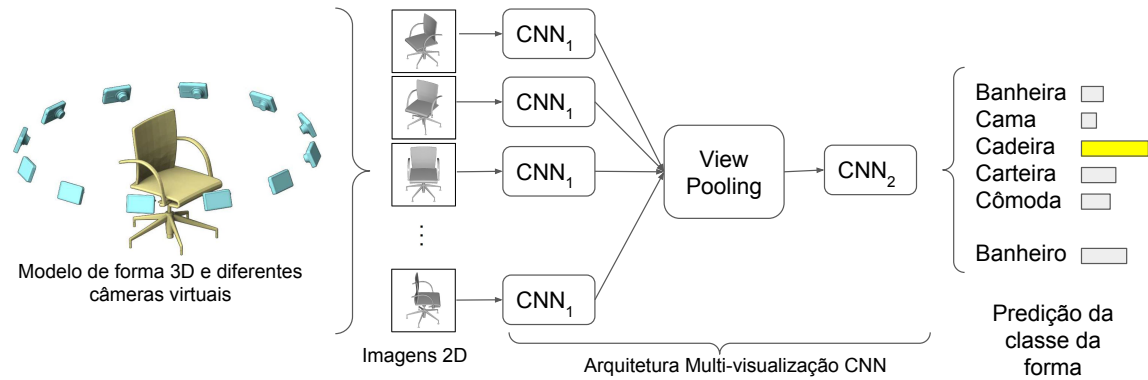 Modelo de forma 3D e diferentes
câmeras virtuais
Imagens 2D
CNN₁
CNN₁
CNN₁
⋮
CNN₁
View
Pooling
CNN₂
Arquitetura Multi-visualização CNN
Banheira
Cama
Cadeira
Carteira
Cômoda
Banheiro
Predição da
classe da
forma